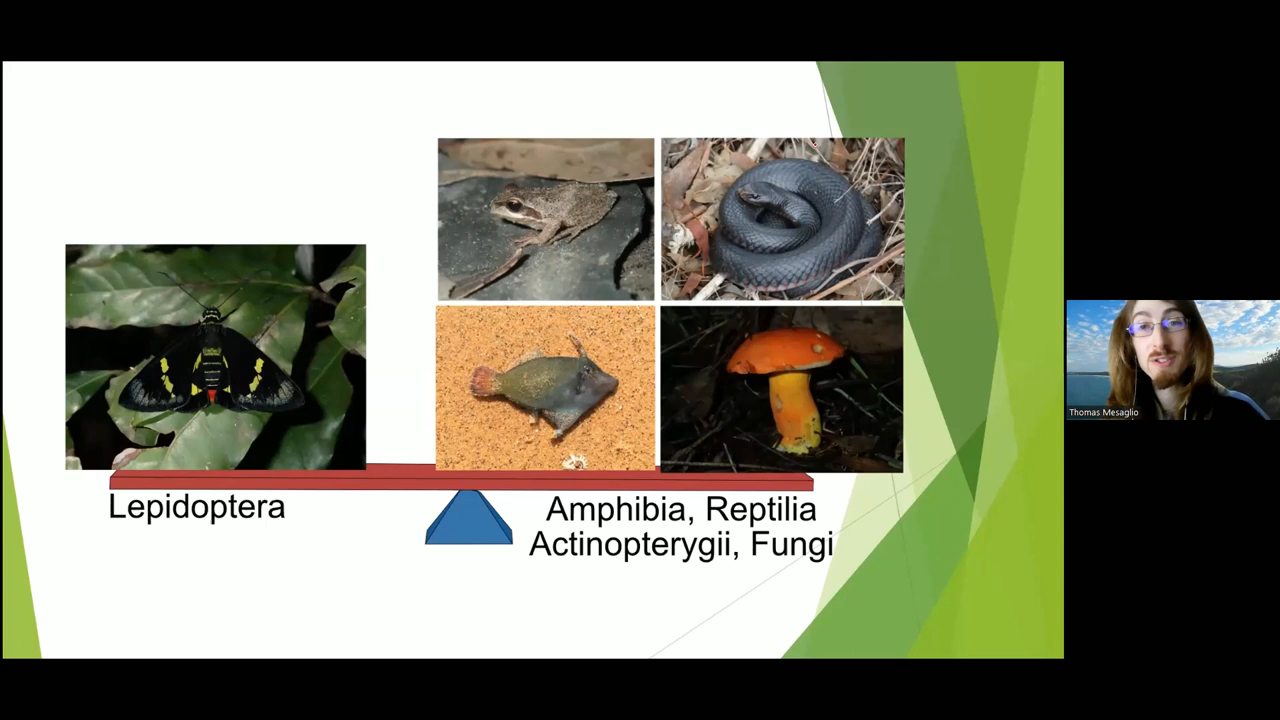 Lepidoptera
Amphibia, Reptilia
Actinopterygii, Fungi
Thomas Mesaglio